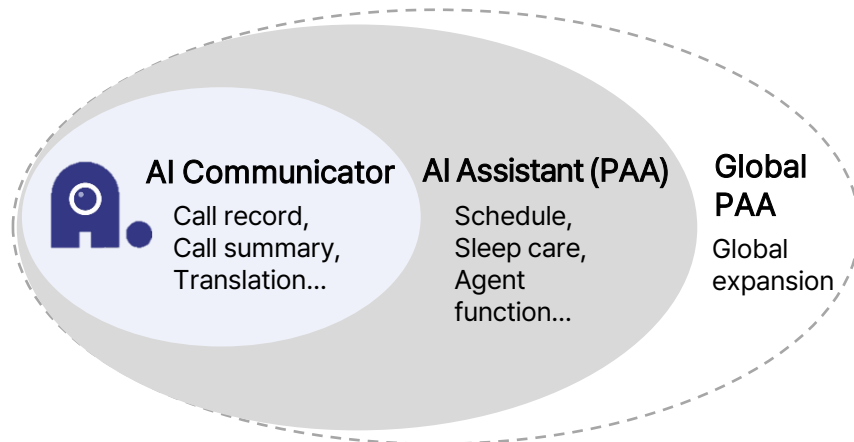 AI Communicator
Call record,
Call summary,
Translation...
AI Assistant (PAA)
Schedule,
Sleep care,
Agent
function...
Global
PAA
Global
expansion